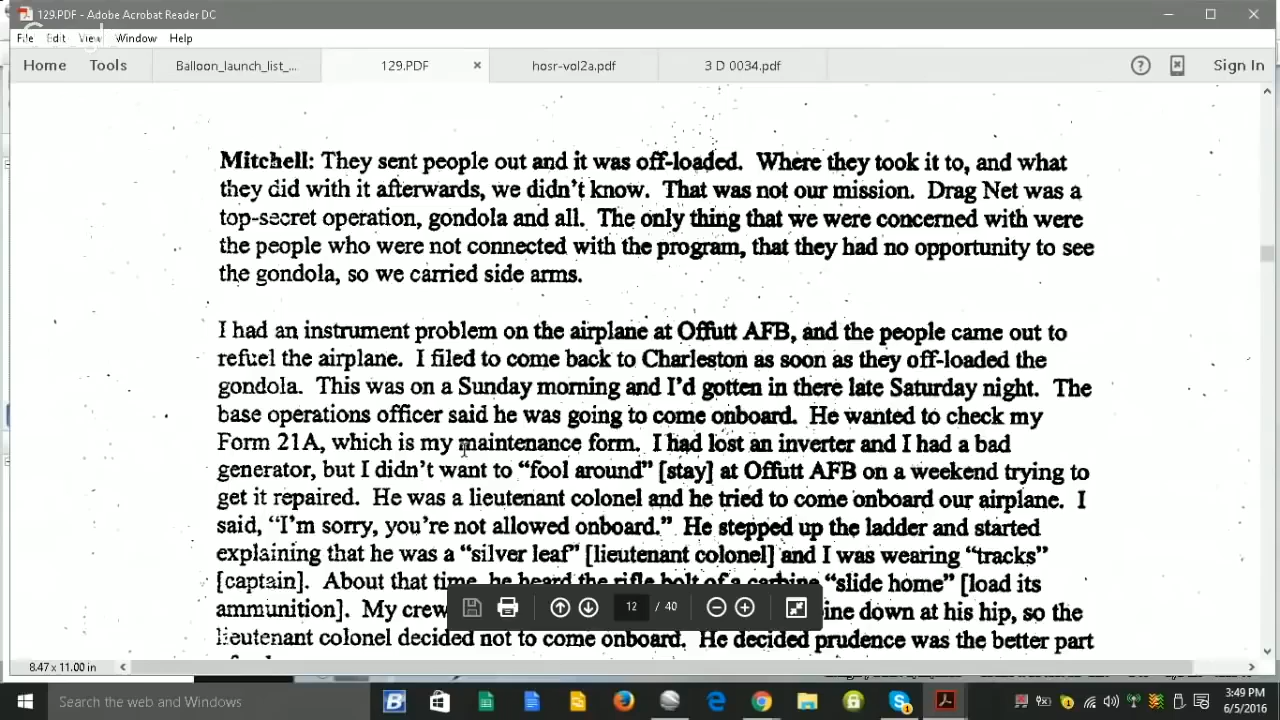 129.PDF - Adobe Acrobat Reader DC
Google
File Edit View Window Help
Home Tools Balloon_launch_list_... 129.PDF × hosr-vol2a.pdf 3 D 0034.pdf Sign In
Mitchell: They sent people out and it was off-loaded. Where they took it to, and what
they did with it afterwards, we didn't know. That was not our mission. Drag Net was a
top-secret operation, gondola and all. The only thing that we were concerned with were
the people who were not connected with the program, that they had no opportunity to see
the gondola, so we carried side arms.
I had an instrument problem on the airplane at Offutt AFB, and the people came out to
refuel the airplane. I filed to come back to Charleston as soon as they off-loaded the
gondola. This was on a Sunday morning and I'd gotten in there late Saturday night. The
base operations officer said he was going to come onboard. He wanted to check my
Form 21A, which is my maintenance form. I had lost an inverter and I had a bad
generator, but I didn't want to "fool around" [stay] at Offutt AFB on a weekend trying to
get it repaired. He was a lieutenant colonel and he tried to come onboard our airplane. I
said, "I'm sorry, you're not allowed onboard." He stepped up the ladder and started
explaining that he was a "silver leaf" [lieutenant colonel] and I was wearing "tracks"
[captain]. About that time, he heard the rifle bolt of a carbine "slide home" [load its
ammunition]. My crew
down at his hip, so the
lieutenant colonel decided not to come onboard. He decided prudence was the better part
12 / 40
8.47 x 11.00 in
Search the web and Windows
3:49 PM
6/5/2016